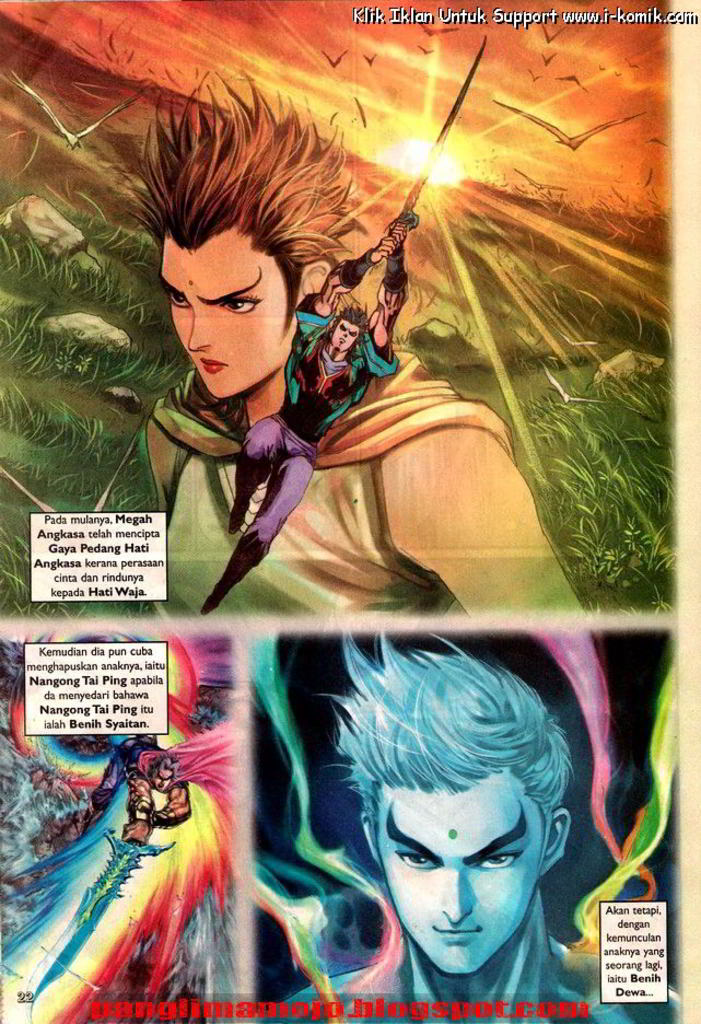 Klik Iklan Untuk Support www.i-komik.com
Pada mulanya, Megah
Angkasa telah mencipta
Gaya Pedang Hati
Angkasa kerana perasaan
cinta dan rindunya
kepada Hati Waja.
Kemudian dia pun cuba
menghapuskan anaknya, iaitu
Nangong Tai Ping apabila
da menyedari bahawa
Nangong Tai Ping itu
ialah Benih Syaitan.
Akan tetapi,
dengan
kemunculan
anaknya yang
seorang lagi,
iaitu Benih
Dewa...
22
panglimamojo.blogspot.com